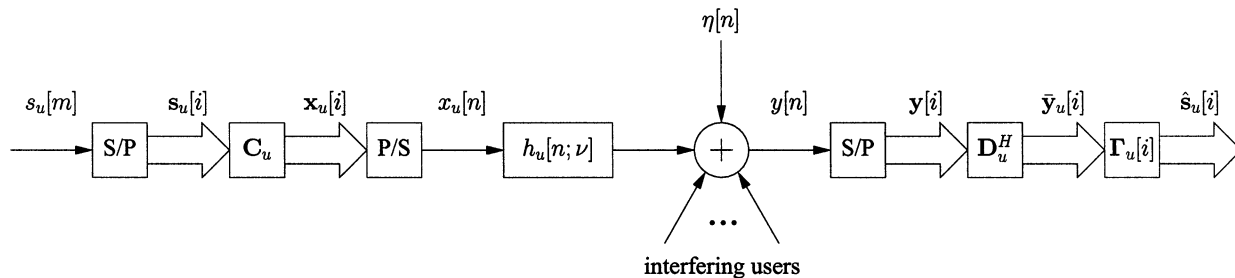 η[n]
s_u[m] 𝐬_u[i] 𝐱_u[i] x_u[n] y[n] 𝐲[i] ȳ_u[i] ŝ_u[i]
S/P C_u P/S h_u[n; ν] + S/P D_u^H Γ_u[i]
•••
interfering users